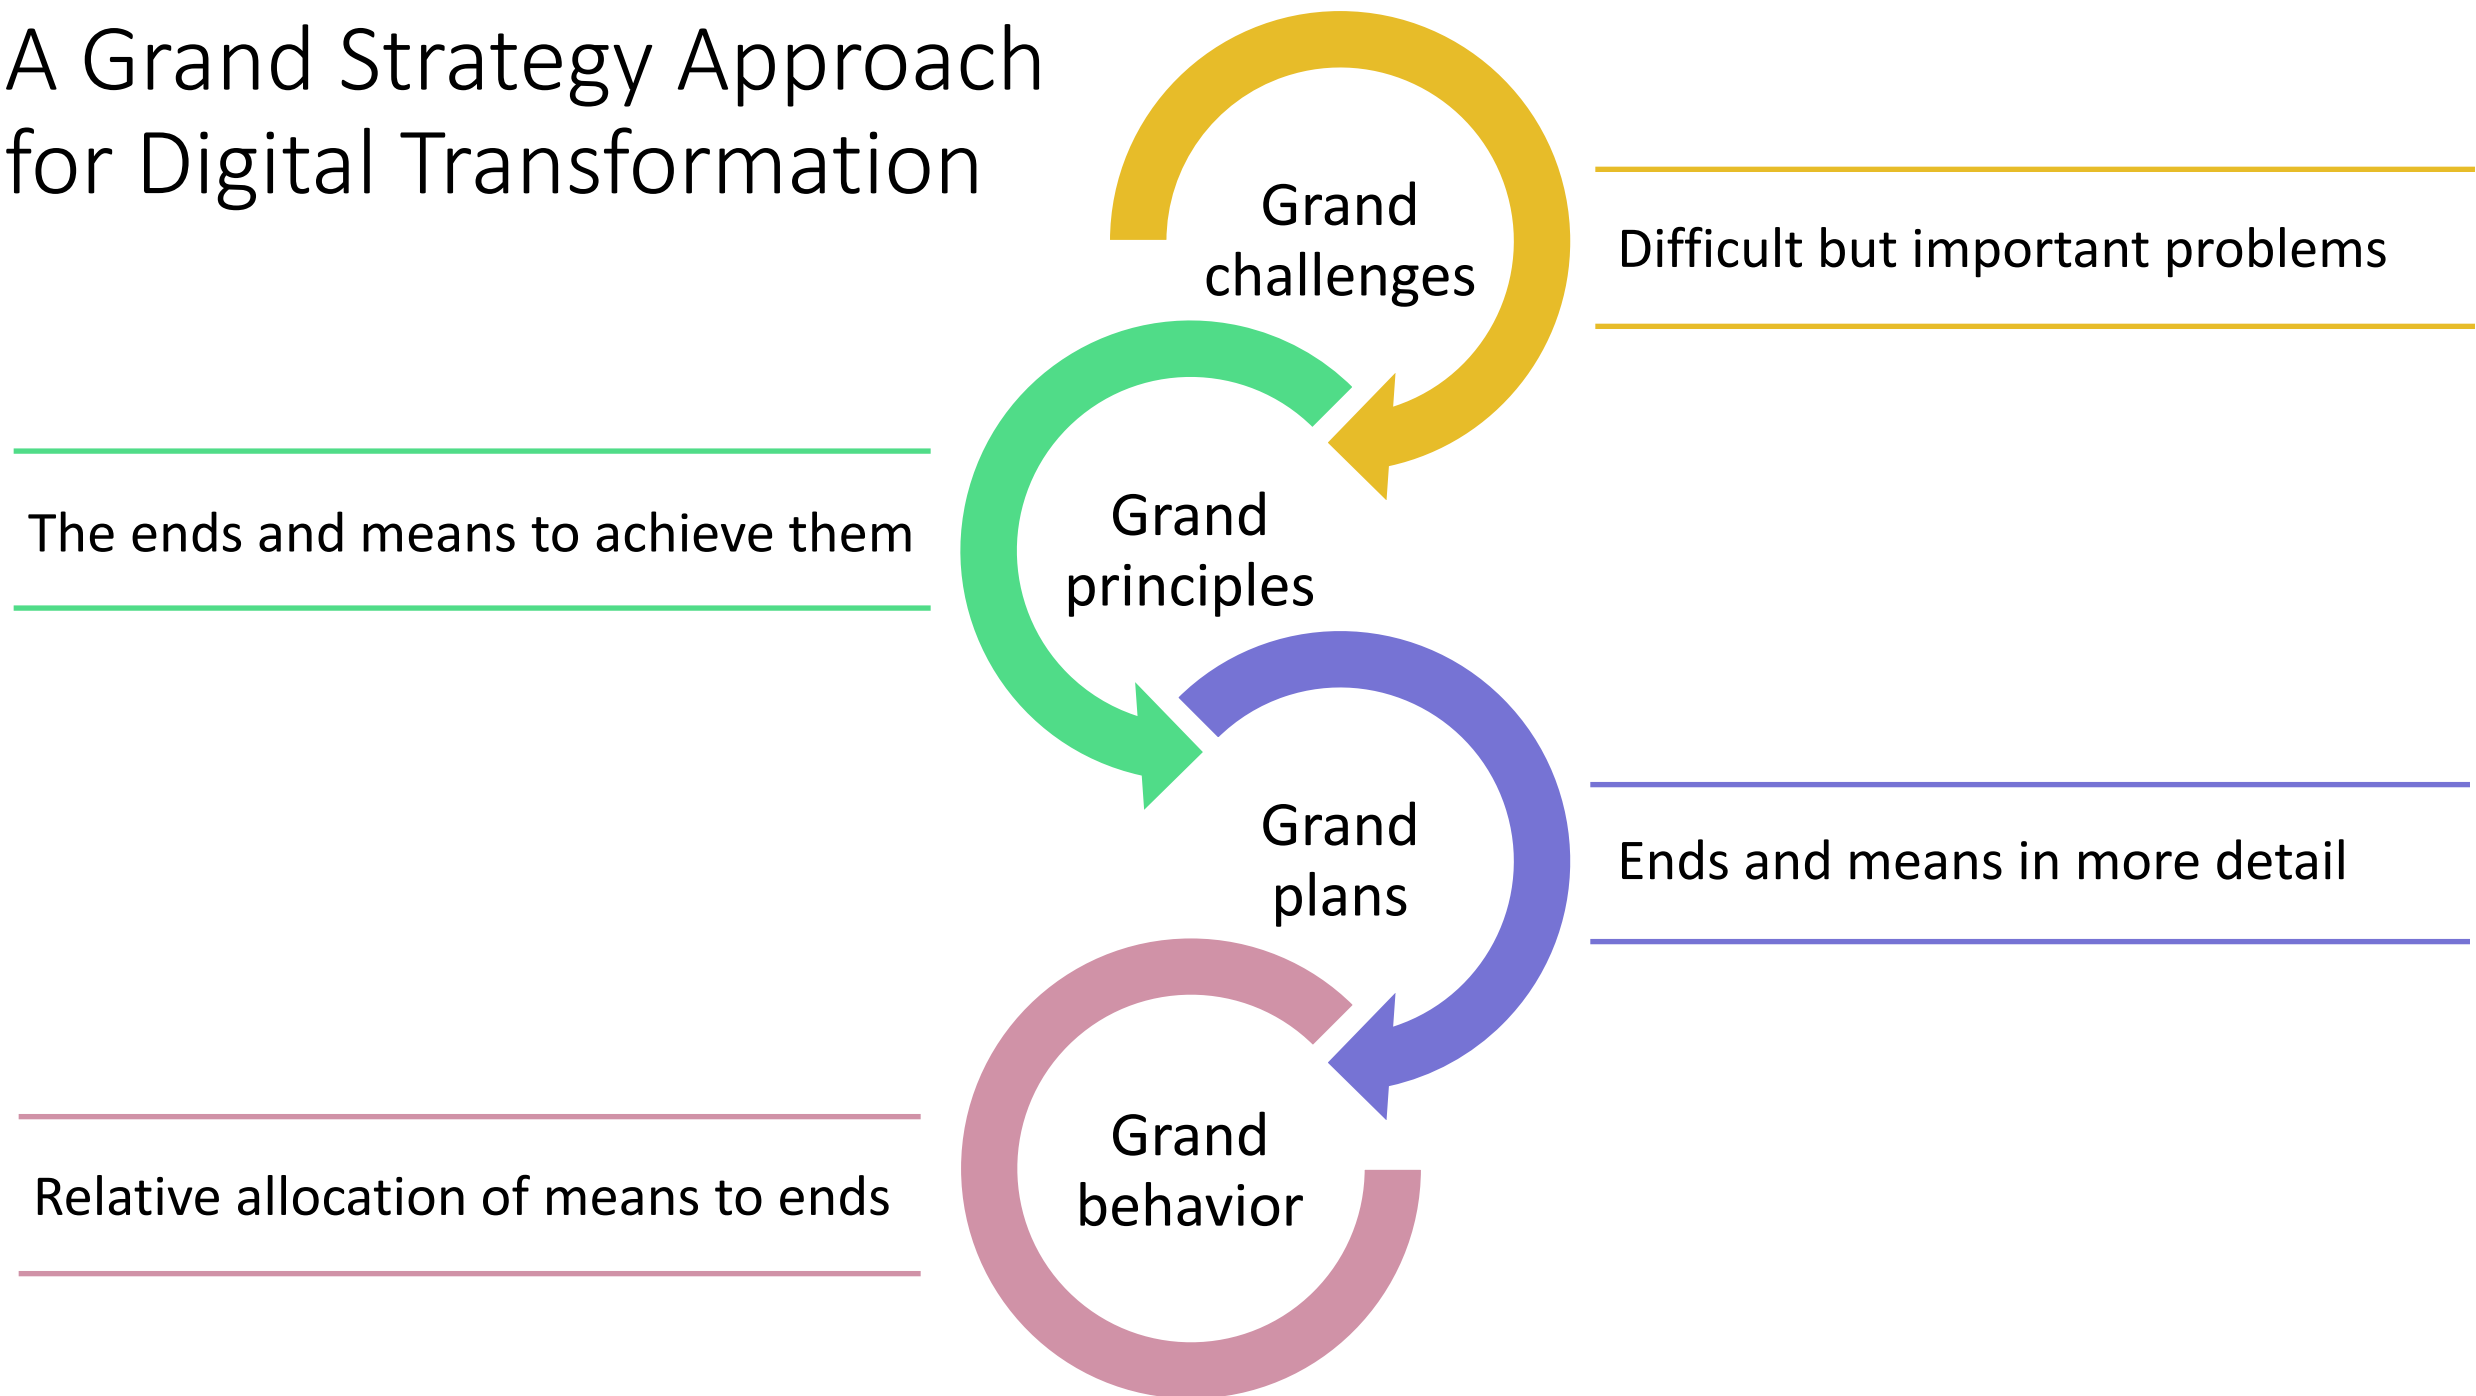 A Grand Strategy Approach
for Digital Transformation
Grand
challenges
Difficult but important problems
Grand
principles
The ends and means to achieve them
Grand
plans
Ends and means in more detail
Grand
behavior
Relative allocation of means to ends